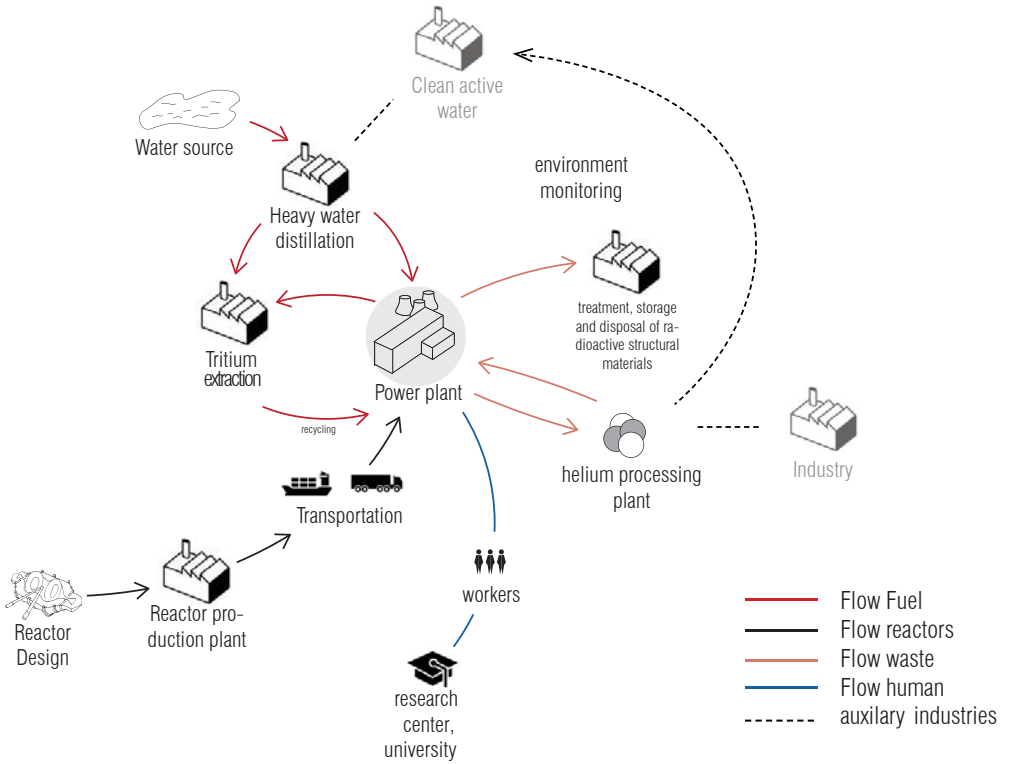 Clean active
water
Water source
environment
monitoring
Heavy water
distillation
treatment, storage
and disposal of ra-
dioactive structural
materials
Tritium
extraction
Power plant
recycling
helium processing
plant
Industry
Transportation
workers
Reactor pro-
duction plant
Reactor
Design
research
center,
university
Flow Fuel
Flow reactors
Flow waste
Flow human
auxilary industries